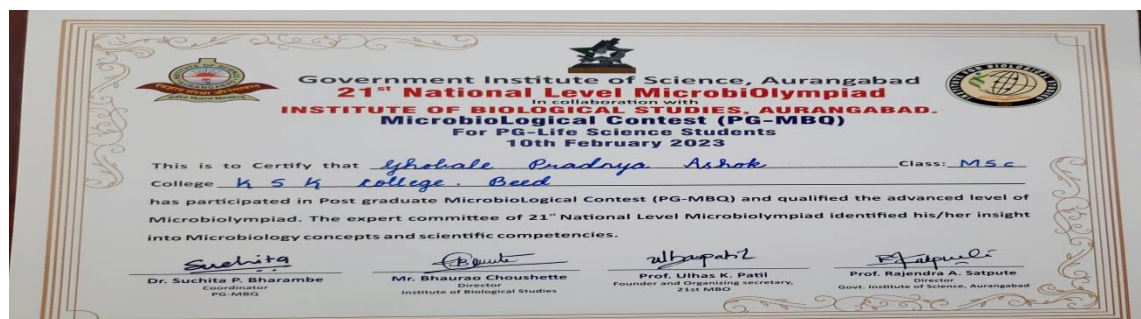 Government Institute of Science, Aurangabad
21st National Level MicrobiOlympiad
In collaboration with
INSTITUTE OF BIOLOGICAL STUDIES, AURANGABAD.
MicrobioLogical Contest (PG-MBQ)
For PG-Life Science Students
10th February 2023
This is to Certify that Ghobale Pradnya Ashok Class: MSc
College K S K College. Beed
has participated in Post graduate MicrobioLogical Contest (PG-MBQ) and qualified the advanced level of
Microbiolympiad. The expert committee of 21st National Level Microbiolympiad identified his/her insight
into Microbiology concepts and scientific competencies.
Suchita
Dr. Suchita P. Bharambe
Coordinator
PG-MBQ
Mr. Bhaurao Choushette
Director
Institute of Biological Studies
Prof. Ulhas K. Patil
Founder and Organizing secretary,
21st MBO
Prof. Rajendra A. Satpute
Director
Govt. Institute of Science, Aurangabad